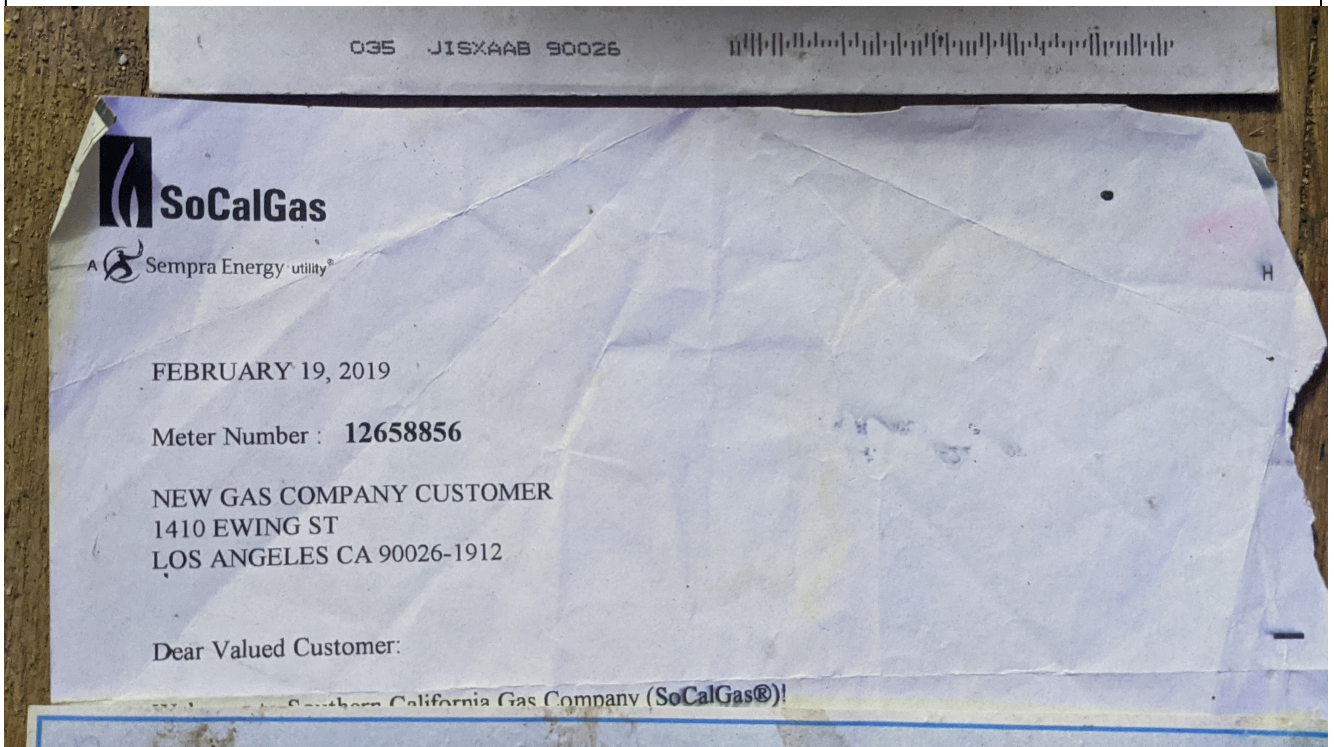 035 JISXAAB 90026
SoCalGas
A Sempra Energy utility®
H
FEBRUARY 19, 2019
Meter Number : 12658856
NEW GAS COMPANY CUSTOMER
1410 EWING ST
LOS ANGELES CA 90026-1912
Dear Valued Customer:
Southern California Gas Company (SoCalGas®)!